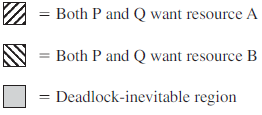 = Both P and Q want resource A
= Both P and Q want resource B
= Deadlock-inevitable region